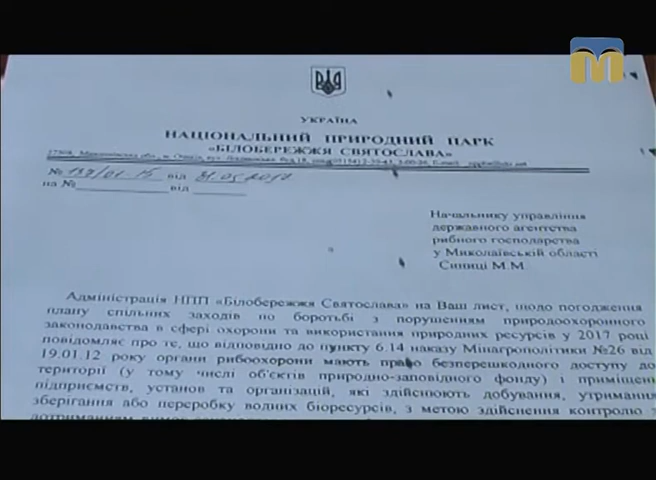 УКРАЇНА
НАЦІОНАЛЬНИЙ ПРИРОДНИЙ ПАРК
«БІЛОБЕРЕЖЖЯ СВЯТОСЛАВА»
№ від
на № від
Начальнику управління
державного агентства
рибного господарства
у Миколаївській області
Синиці М.М.
Адміністрація НПП «Білобережжя Святослава» на Ваш лист, щодо погодження
плану спільних заходів по боротьбі з порушенням природоохоронного
законодавства в сфері охорони та використання природних ресурсів у 2017 році
повідомляє про те, що відповідно до пункту 6.14 наказу Мінагрополітики №26 від
19.01.12 року органи рибоохорони мають право безперешкодного доступу до
території (у тому числі об'єктів природно-заповідного фонду) і приміщень
підприємств, установ та організацій, які здійснюють добування, утримання
зберігання або переробку водних біоресурсів, з метою здійснення контролю